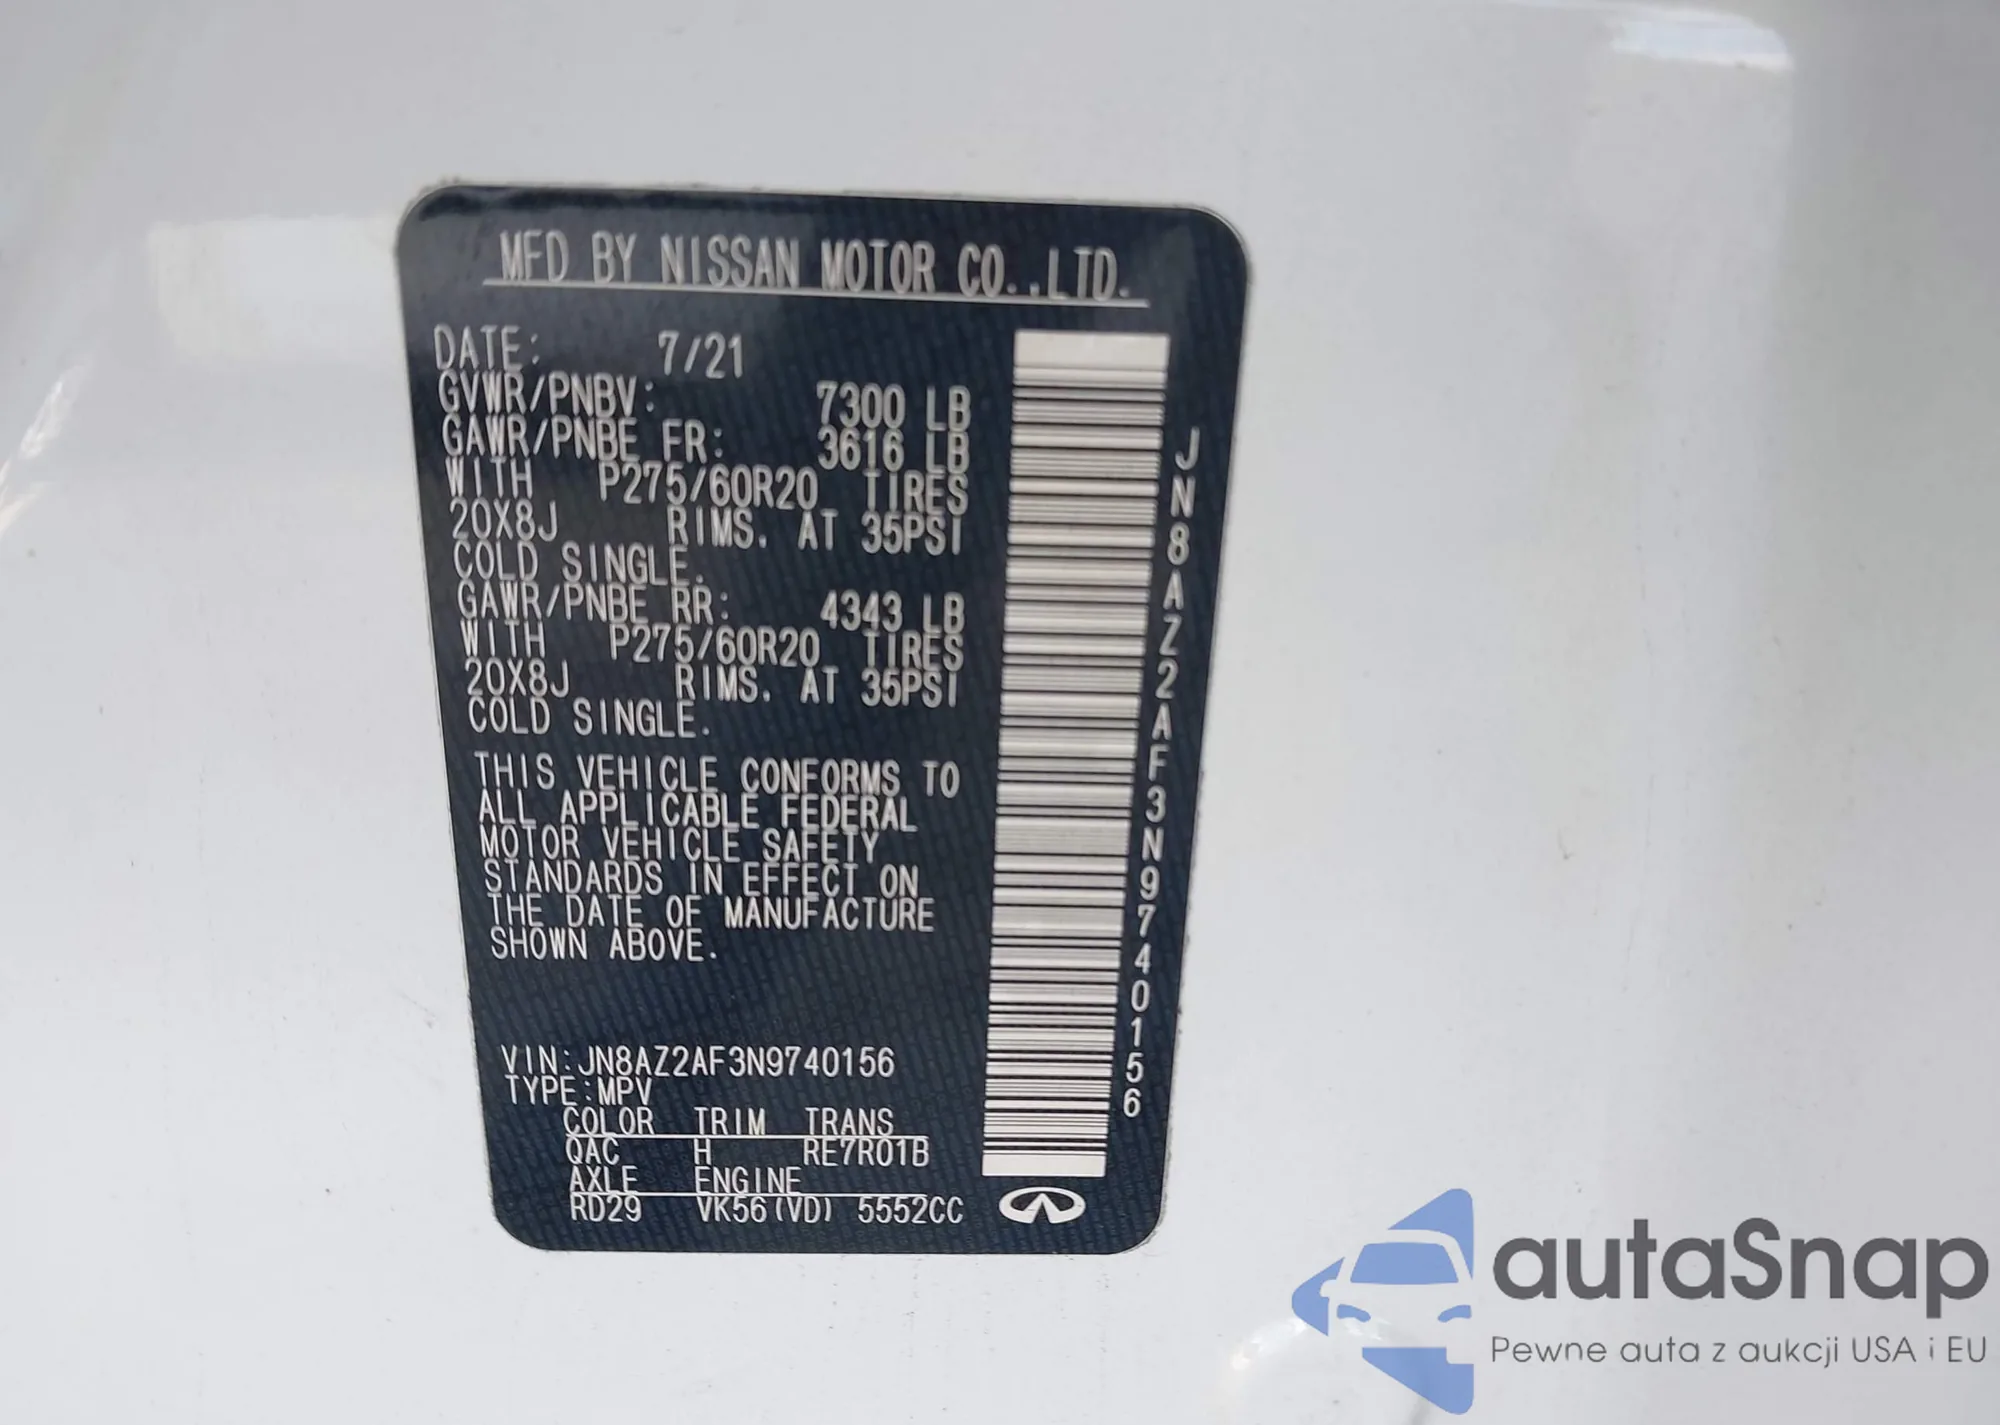 MFD BY NISSAN MOTOR CO.,LTD.
DATE: 7/21
GVWR/PNBV: 7300 LB
GAWR/PNBE FR: 3616 LB
WITH P275/60R20 TIRES
20X8J RIMS. AT 35PSI
COLD SINGLE.
GAWR/PNBE RR: 4343 LB
WITH P275/60R20 TIRES
20X8J RIMS. AT 35PSI
COLD SINGLE.
THIS VEHICLE CONFORMS TO
ALL APPLICABLE FEDERAL
MOTOR VEHICLE SAFETY
STANDARDS IN EFFECT ON
THE DATE OF MANUFACTURE
SHOWN ABOVE.
VIN:JN8AZ2AF3N9740156
TYPE:MPV
COLOR TRIM TRANS
QAC H RE7R01B
AXLE ENGINE
RD29 VK56(VD) 5552CC
JN8AZ2AF3N9740156
autaSnap
Pewne auta z aukcji USA i EU